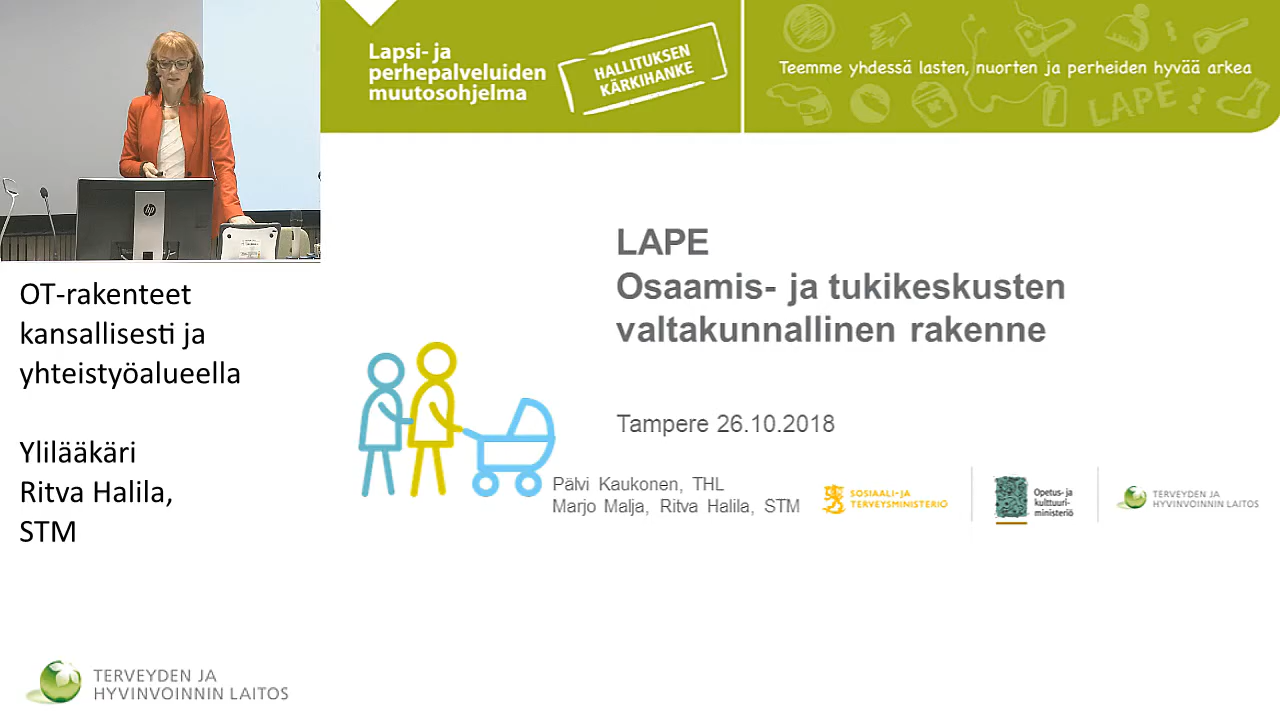 Lapsi- ja
perhepalveluiden
muutosohjelma
HALLITUKSEN
KÄRKIHANKE
Teemme yhdessä lasten, nuorten ja perheiden hyvää arkea
LAPE
hp
OT-rakenteet
kansallisesti ja
yhteistyöalueella
Ylilääkäri
Ritva Halila,
STM
LAPE
Osaamis- ja tukikeskusten
valtakunnallinen rakenne
Tampere 26.10.2018
Pälvi Kaukonen, THL
Marjo Malja, Ritva Halila, STM
SOSIAALI- JA
TERVEYSMINISTERIÖ
Opetus- ja
kulttuuri-
ministeriö
TERVEYDEN JA
HYVINVOINNIN LAITOS
TERVEYDEN JA
HYVINVOINNIN LAITOS